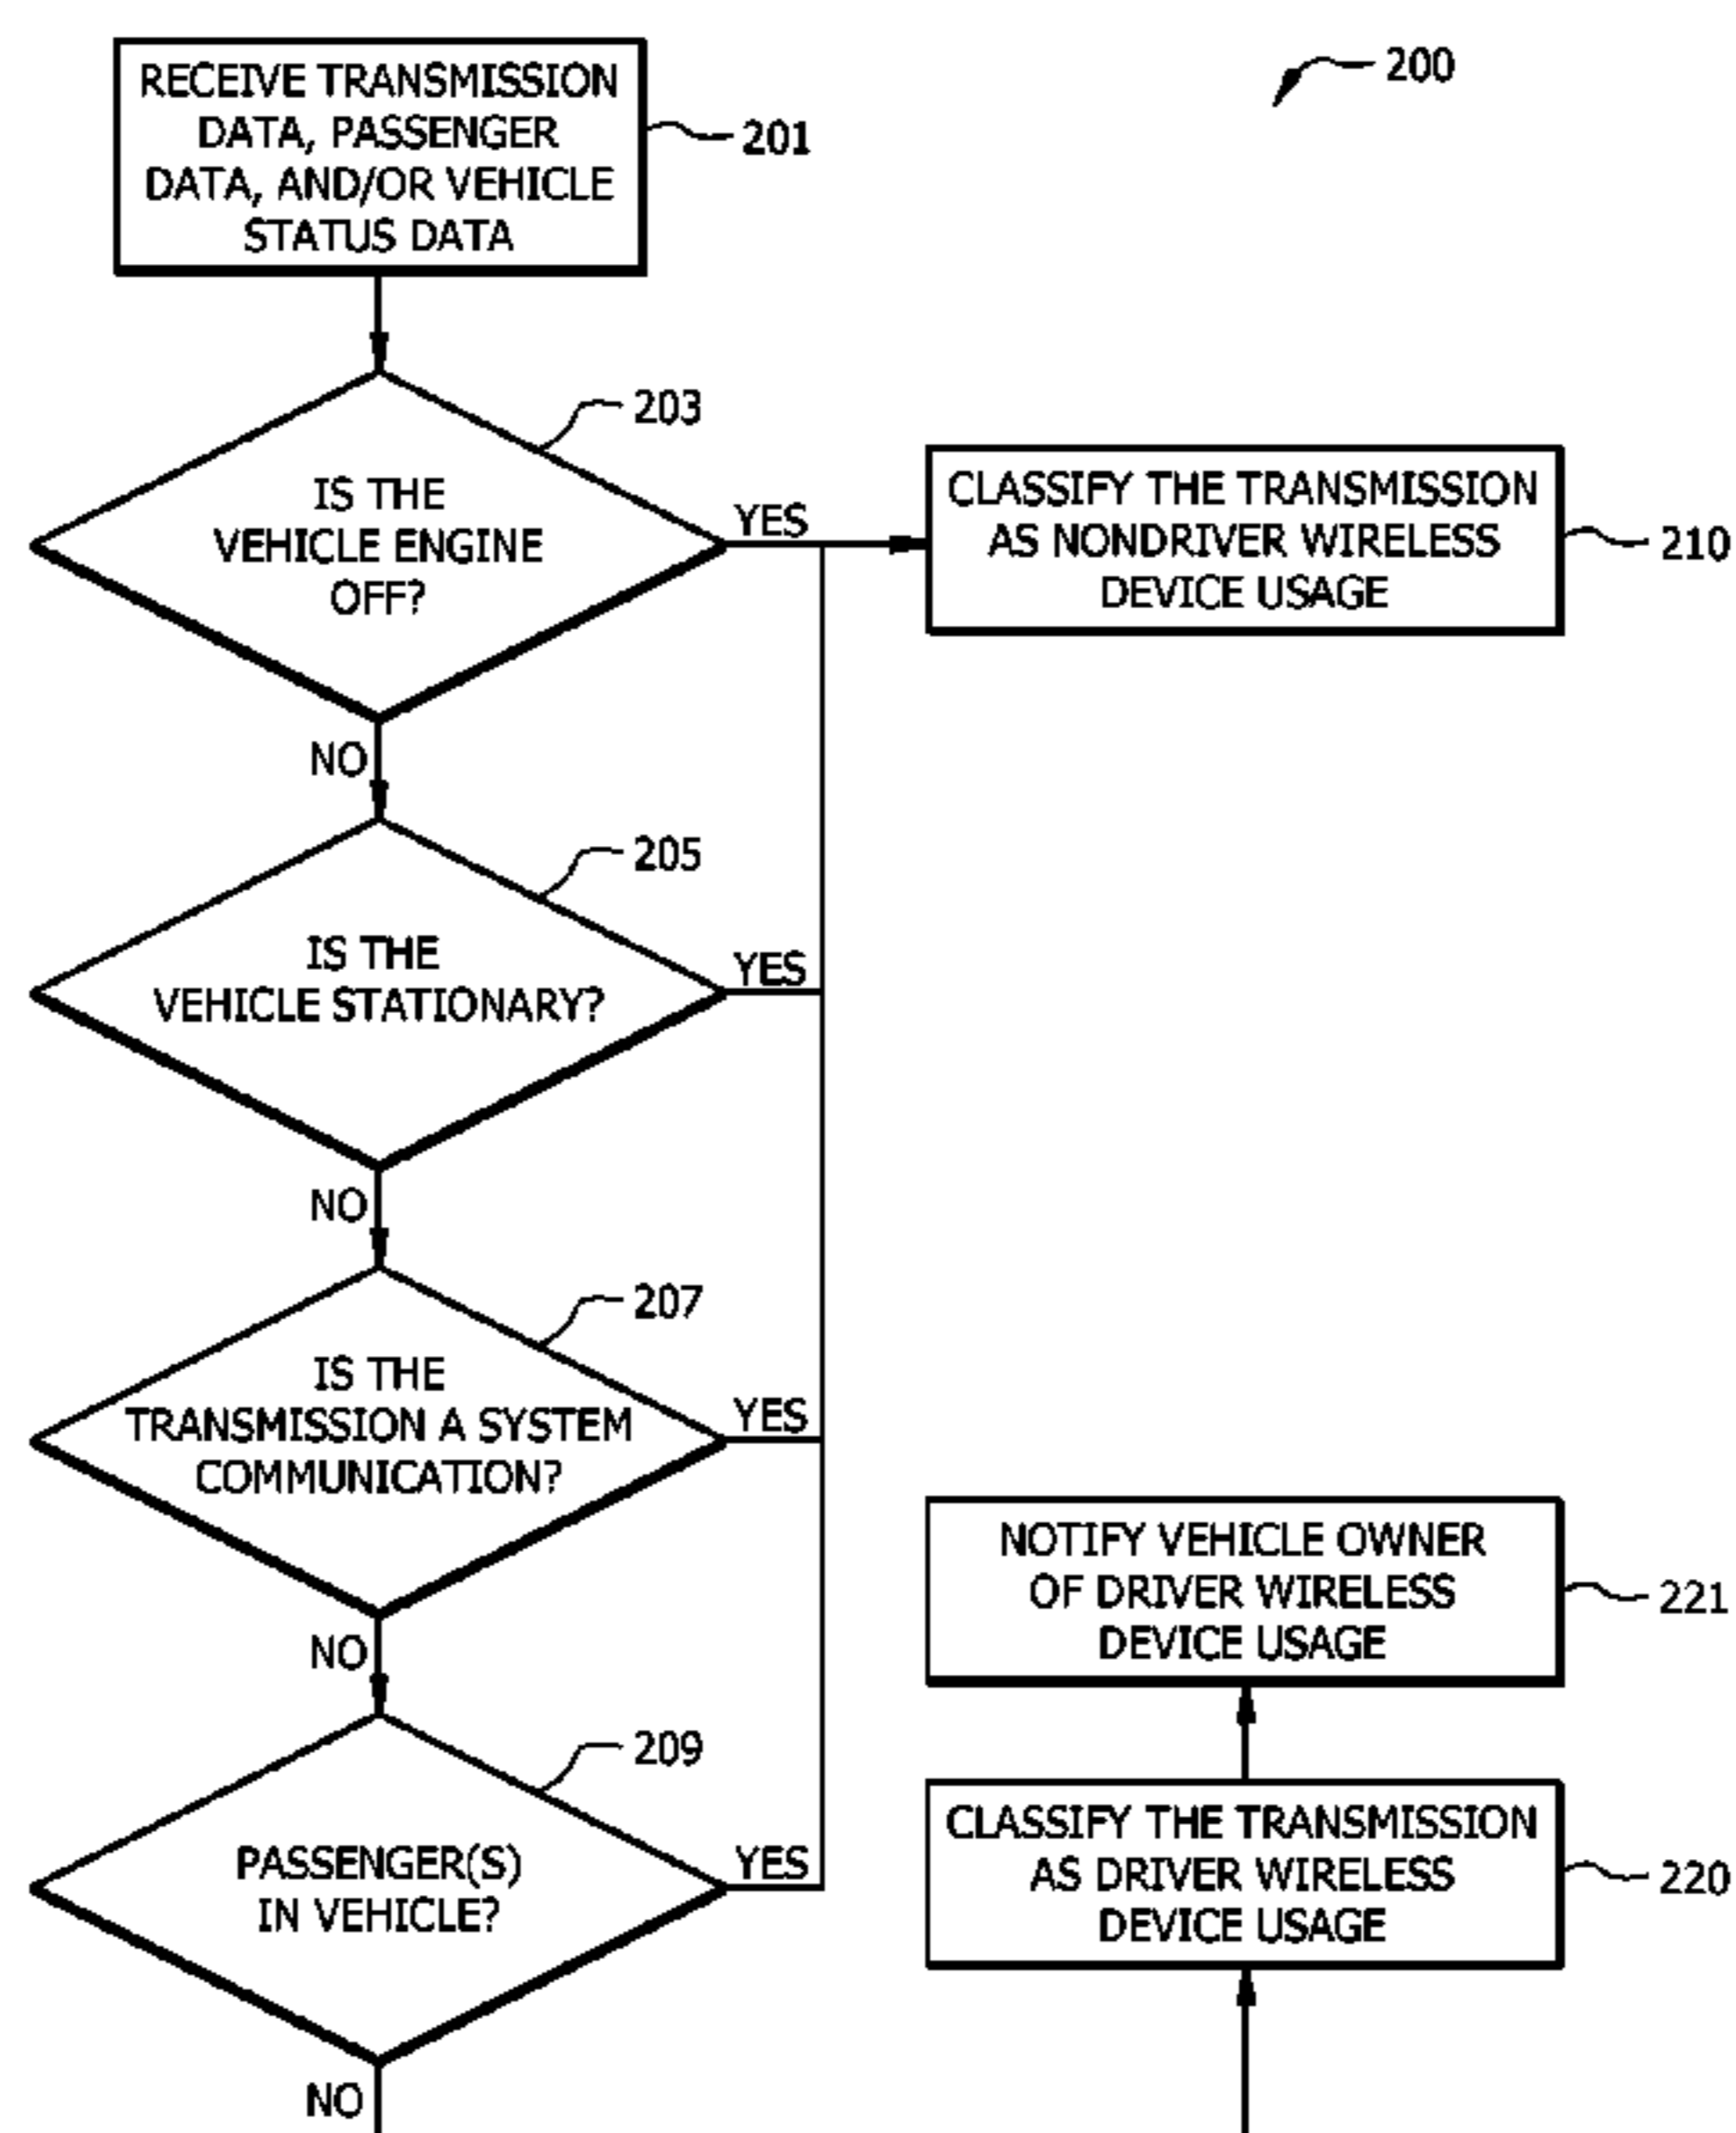 200
RECEIVE TRANSMISSION
DATA, PASSENGER
DATA, AND/OR VEHICLE
STATUS DATA
201
203
IS THE
VEHICLE ENGINE
OFF?
YES
NO
CLASSIFY THE TRANSMISSION
AS NONDRIVER WIRELESS
DEVICE USAGE
210
205
IS THE
VEHICLE STATIONARY?
YES
NO
207
IS THE
TRANSMISSION A SYSTEM
COMMUNICATION?
YES
NO
209
PASSENGER(S)
IN VEHICLE?
YES
NO
NOTIFY VEHICLE OWNER
OF DRIVER WIRELESS
DEVICE USAGE
221
CLASSIFY THE TRANSMISSION
AS DRIVER WIRELESS
DEVICE USAGE
220